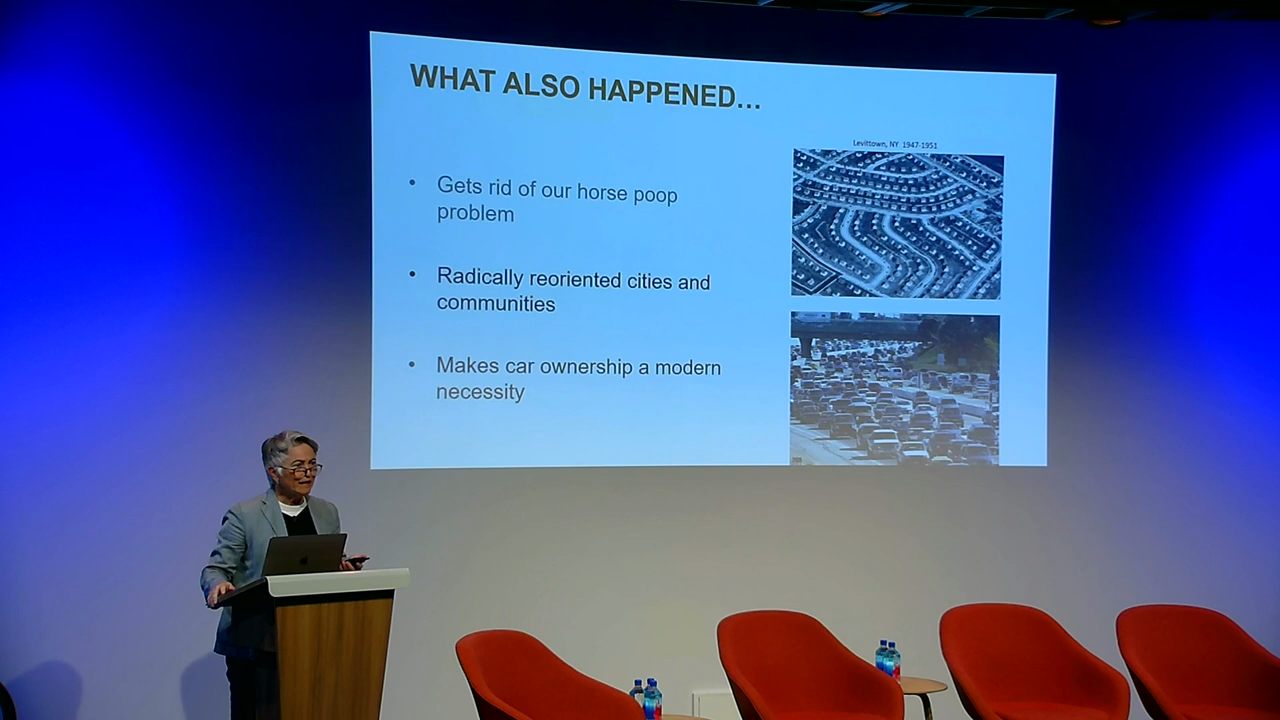 WHAT ALSO HAPPENED...
Levittown, NY 1947-1951
• Gets rid of our horse poop
problem
• Radically reoriented cities and
communities
• Makes car ownership a modern
necessity